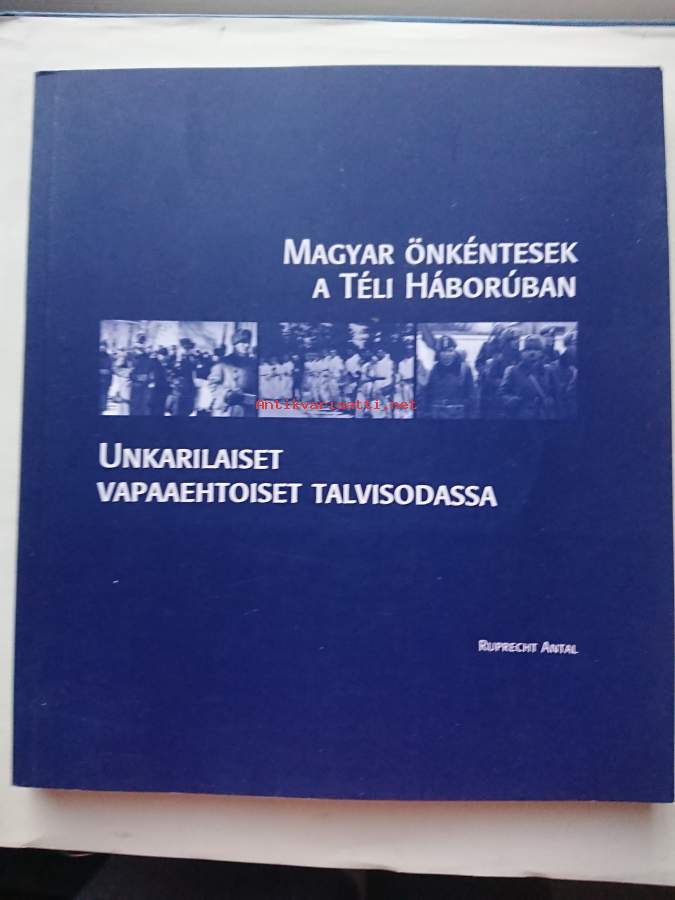 MAGYAR ÖNKÉNTESEK
A TÉLI HÁBORÚBAN
Antikvariaatti.net
UNKARILAISET
VAPAAEHTOISET TALVISODASSA
RUPRECHT ANTAL